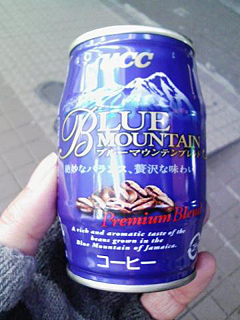 UCC
BLUE
MOUNTAIN
ブルーマウンテンブレンド
絶妙なバランス、贅沢な味わい
Premium Blend
A rich and aromatic taste of the
beans grown in the
Blue Mountain of Jamaica.
コーヒー